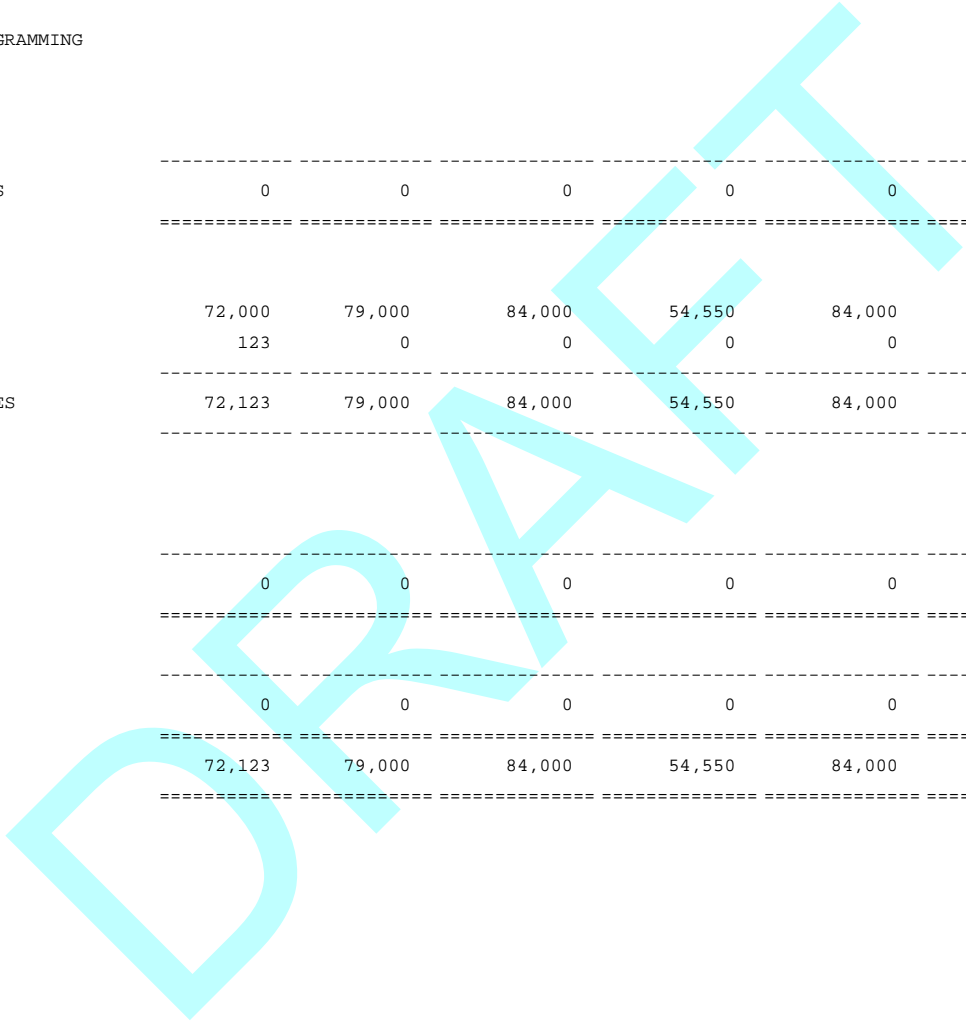 GRAMMING
----------- ----------- ------------- ------------- ------------- ----
S 0 0 0 0 0
=========== =========== ============= ============= ============= ====
72,000 79,000 84,000 54,550 84,000
123 0 0 0 0
----------- ----------- ------------- ------------- ------------- ----
ES 72,123 79,000 84,000 54,550 84,000
----------- ----------- ------------- ------------- ------------- ----
----------- ----------- ------------- ------------- ------------- ----
0 0 0 0 0
=========== =========== ============= ============= ============= ====
----------- ----------- ------------- ------------- ------------- ----
0 0 0 0 0
=========== =========== ============= ============= ============= ====
72,123 79,000 84,000 54,550 84,000
=========== =========== ============= ============= ============= ====
DRAFT